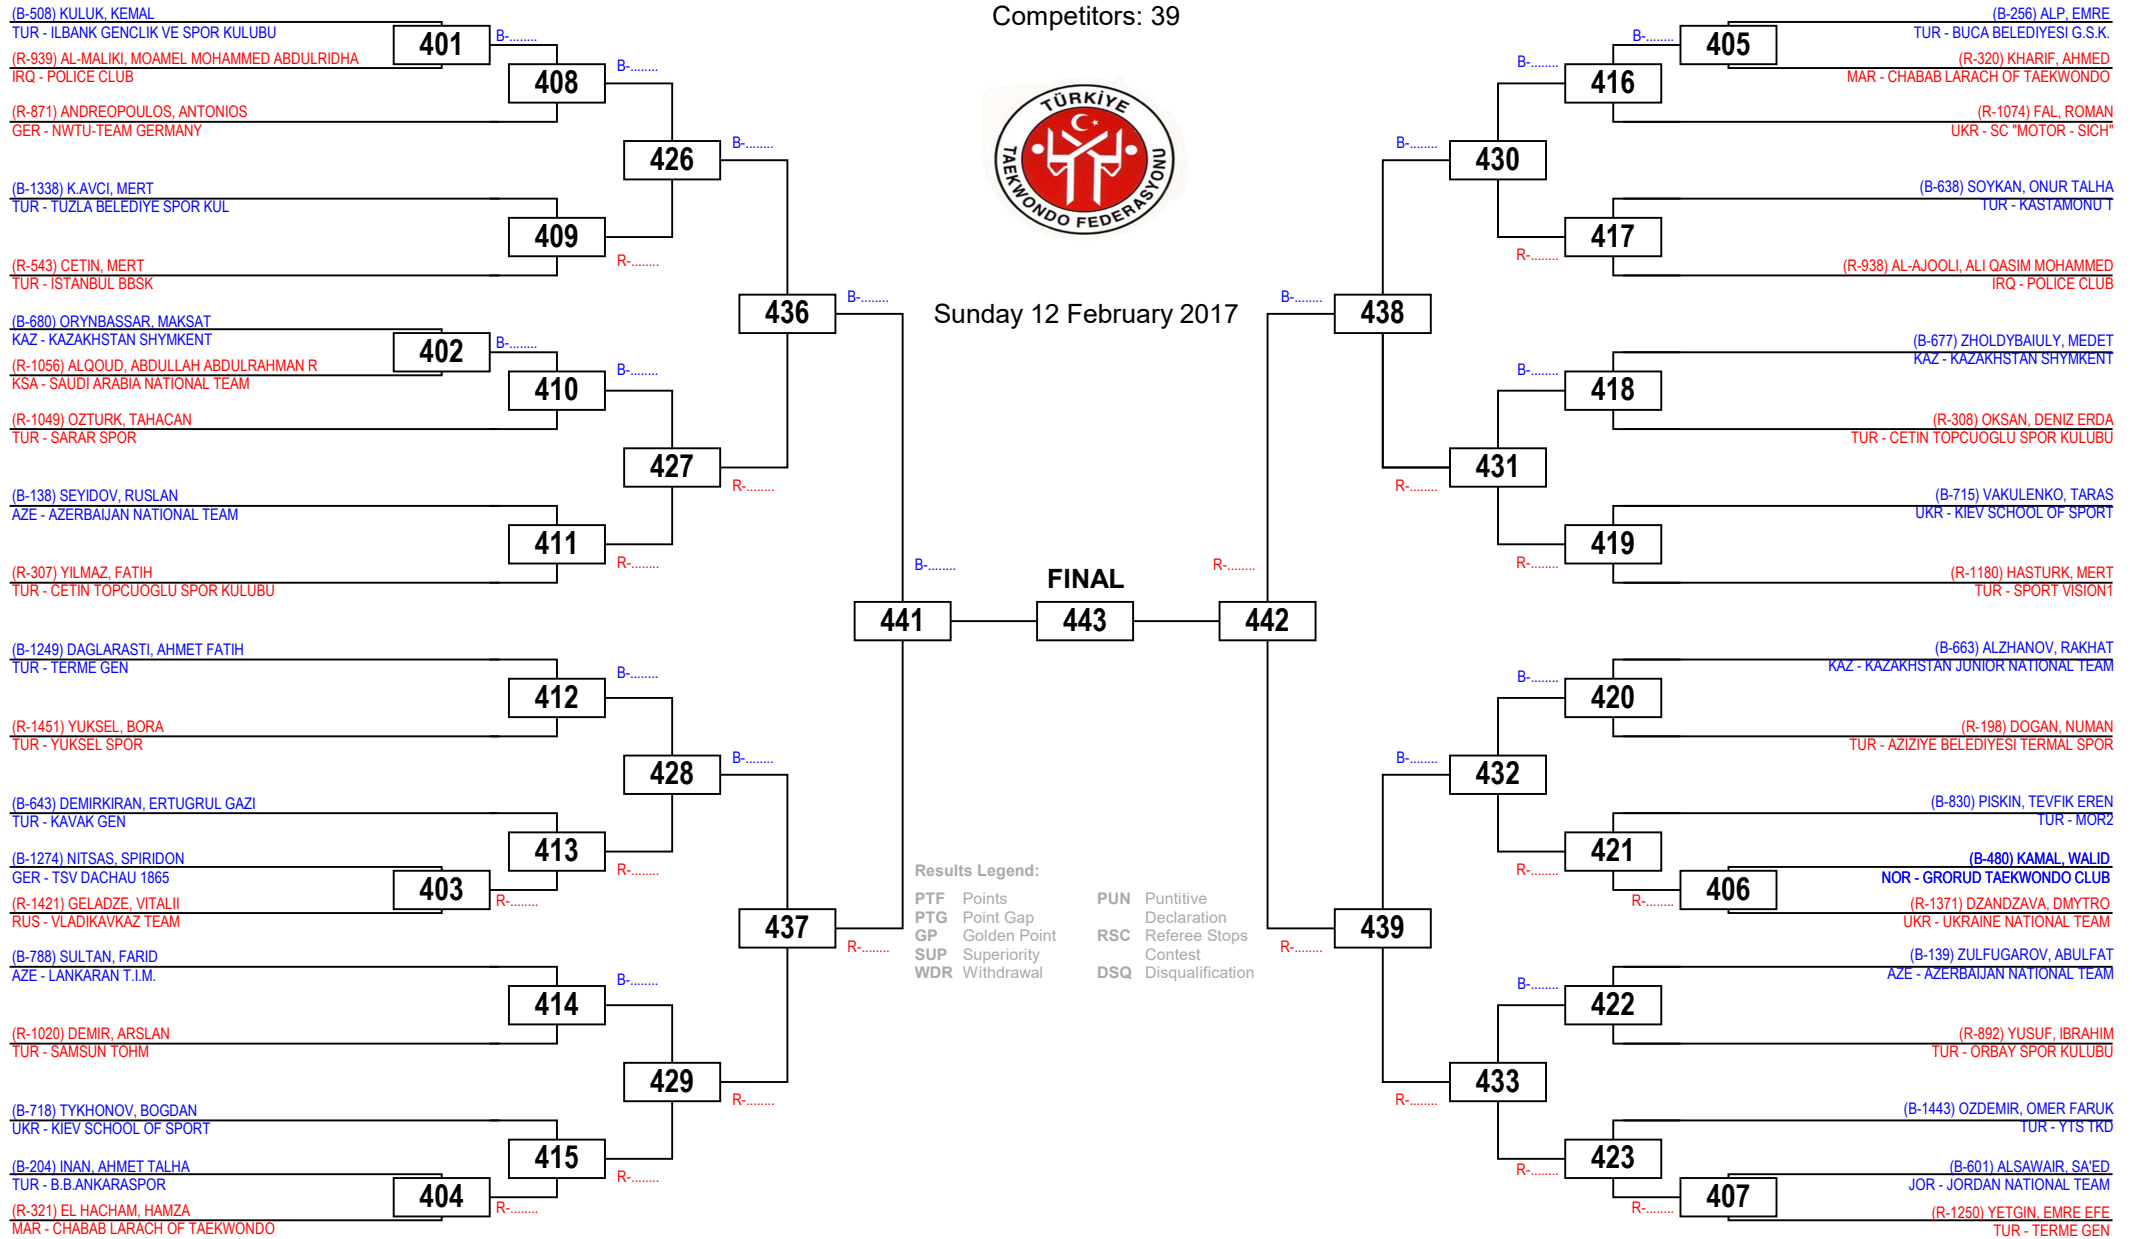 Competitors: 39
TÜRKİYE
TAEKWONDO FEDERASYONU
Sunday 12 February 2017
(B-508) KULUK, KEMAL
TUR - ILBANK GENCLIK VE SPOR KULUBU
401
B-........
(R-939) AL-MALIKI, MOAMEL MOHAMMED ABDULRIDHA
IRQ - POLICE CLUB
408
B-........
(R-871) ANDREOPOULOS, ANTONIOS
GER - NWTU-TEAM GERMANY
426
B-........
(B-1338) K.AVCI, MERT
TUR - TUZLA BELEDIYE SPOR KUL
409
R-........
(R-543) CETIN, MERT
TUR - ISTANBUL BBSK
436
B-........
(B-680) ORYNBASSAR, MAKSAT
KAZ - KAZAKHSTAN SHYMKENT
402
B-........
(R-1056) ALQOUD, ABDULLAH ABDULRAHMAN R
KSA - SAUDI ARABIA NATIONAL TEAM
410
B-........
(R-1049) OZTURK, TAHACAN
TUR - SARAR SPOR
427
R-........
(B-138) SEYIDOV, RUSLAN
AZE - AZERBAIJAN NATIONAL TEAM
411
R-........
(R-307) YILMAZ, FATIH
TUR - CETIN TOPCUOGLU SPOR KULUBU
441
B-........
(B-1249) DAGLARASTI, AHMET FATIH
TUR - TERME GEN
412
B-........
(R-1451) YUKSEL, BORA
TUR - YUKSEL SPOR
428
B-........
(B-643) DEMIRKIRAN, ERTUGRUL GAZI
TUR - KAVAK GEN
413
R-........
(B-1274) NITSAS, SPIRIDON
GER - TSV DACHAU 1865
403
R-........
(R-1421) GELADZE, VITALII
RUS - VLADIKAVKAZ TEAM
437
R-........
(B-788) SULTAN, FARID
AZE - LANKARAN T.I.M.
414
B-........
(R-1020) DEMIR, ARSLAN
TUR - SAMSUN TOHM
429
R-........
(B-718) TYKHONOV, BOGDAN
UKR - KIEV SCHOOL OF SPORT
415
R-........
(B-204) INAN, AHMET TALHA
TUR - B.B.ANKARASPOR
404
R-........
(R-321) EL HACHAM, HAMZA
MAR - CHABAB LARACH OF TAEKWONDO
FINAL
443
Results Legend:
PTF Points
PTG Point Gap
GP Golden Point
SUP Superiority
WDR Withdrawal
PUN Puntitive
Declaration
RSC Referee Stops
Contest
DSQ Disqualification
(B-256) ALP, EMRE
TUR - BUCA BELEDIYESI G.S.K.
B-........
405
(R-320) KHARIF, AHMED
MAR - CHABAB LARACH OF TAEKWONDO
B-........
416
(R-1074) FAL, ROMAN
UKR - SC "MOTOR - SICH"
B-........
430
(B-638) SOYKAN, ONUR TALHA
TUR - KASTAMONU T
R-........
417
(R-938) AL-AJOOLI, ALI QASIM MOHAMMED
IRQ - POLICE CLUB
B-........
438
(B-677) ZHOLDYBAIULY, MEDET
KAZ - KAZAKHSTAN SHYMKENT
B-........
418
(R-308) OKSAN, DENIZ ERDA
TUR - CETIN TOPCUOGLU SPOR KULUBU
R-........
431
(B-715) VAKULENKO, TARAS
UKR - KIEV SCHOOL OF SPORT
R-........
419
(R-1180) HASTURK, MERT
TUR - SPORT VISION1
R-........
442
(B-663) ALZHANOV, RAKHAT
KAZ - KAZAKHSTAN JUNIOR NATIONAL TEAM
B-........
420
(R-198) DOGAN, NUMAN
TUR - AZIZIYE BELEDIYESI TERMAL SPOR
B-........
432
(B-830) PISKIN, TEVFIK EREN
TUR - MOR2
R-........
421
(B-480) KAMAL, WALID
NOR - GRORUD TAEKWONDO CLUB
R-........
406
(R-1371) DZANDZAVA, DMYTRO
UKR - UKRAINE NATIONAL TEAM
R-........
439
(B-139) ZULFUGAROV, ABULFAT
AZE - AZERBAIJAN NATIONAL TEAM
B-........
422
(R-892) YUSUF, IBRAHIM
TUR - ORBAY SPOR KULUBU
R-........
433
(B-1443) OZDEMIR, OMER FARUK
TUR - YTS TKD
R-........
423
(B-601) ALSAWAIR, SA'ED
JOR - JORDAN NATIONAL TEAM
R-........
407
(R-1250) YETGIN, EMRE EFE
TUR - TERME GEN